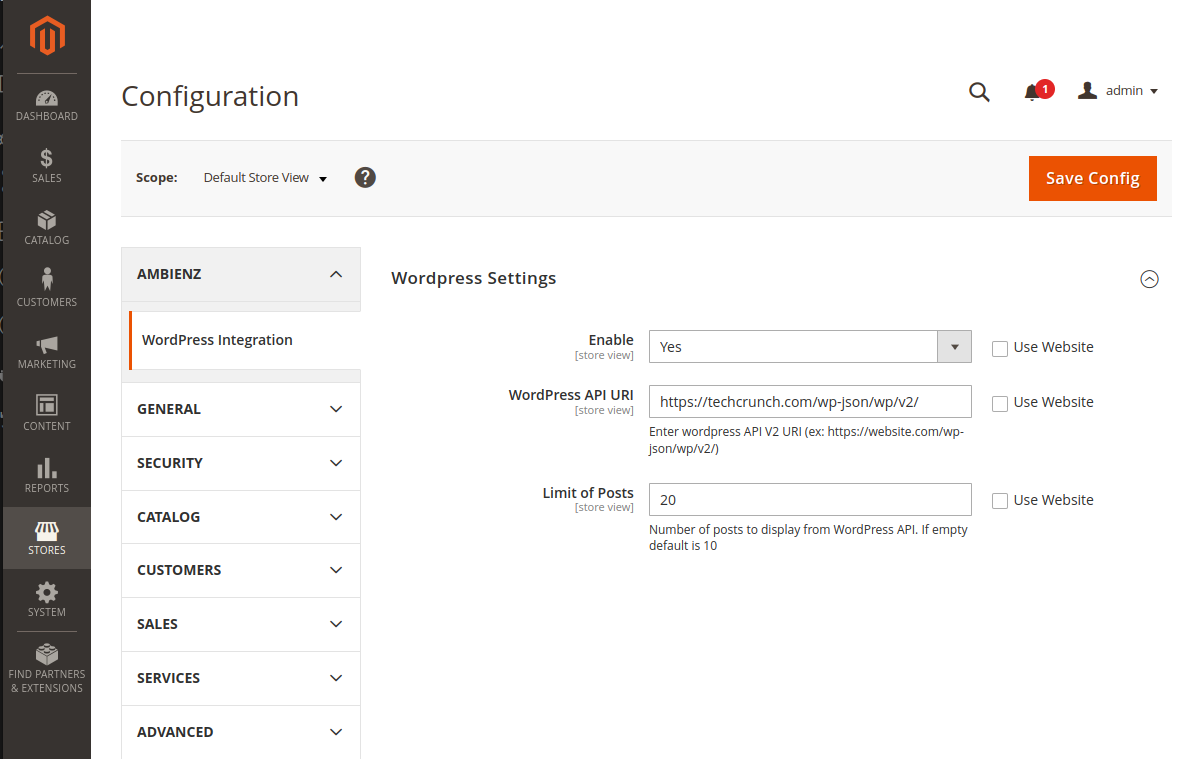 DASHBOARD
SALES
CATALOG
CUSTOMERS
MARKETING
CONTENT
REPORTS
STORES
SYSTEM
FIND PARTNERS
& EXTENSIONS
Configuration
1
admin
Scope:
Default Store View
?
Save Config
AMBIENZ
WordPress Integration
GENERAL
SECURITY
CATALOG
CUSTOMERS
SALES
SERVICES
ADVANCED
Wordpress Settings
Enable
[store view]
Yes
Use Website
WordPress API URI
[store view]
https://techcrunch.com/wp-json/wp/v2/
Use Website
Enter wordpress API V2 URI (ex: https://website.com/wp-
json/wp/v2/)
Limit of Posts
[store view]
20
Use Website
Number of posts to display from WordPress API. If empty
default is 10